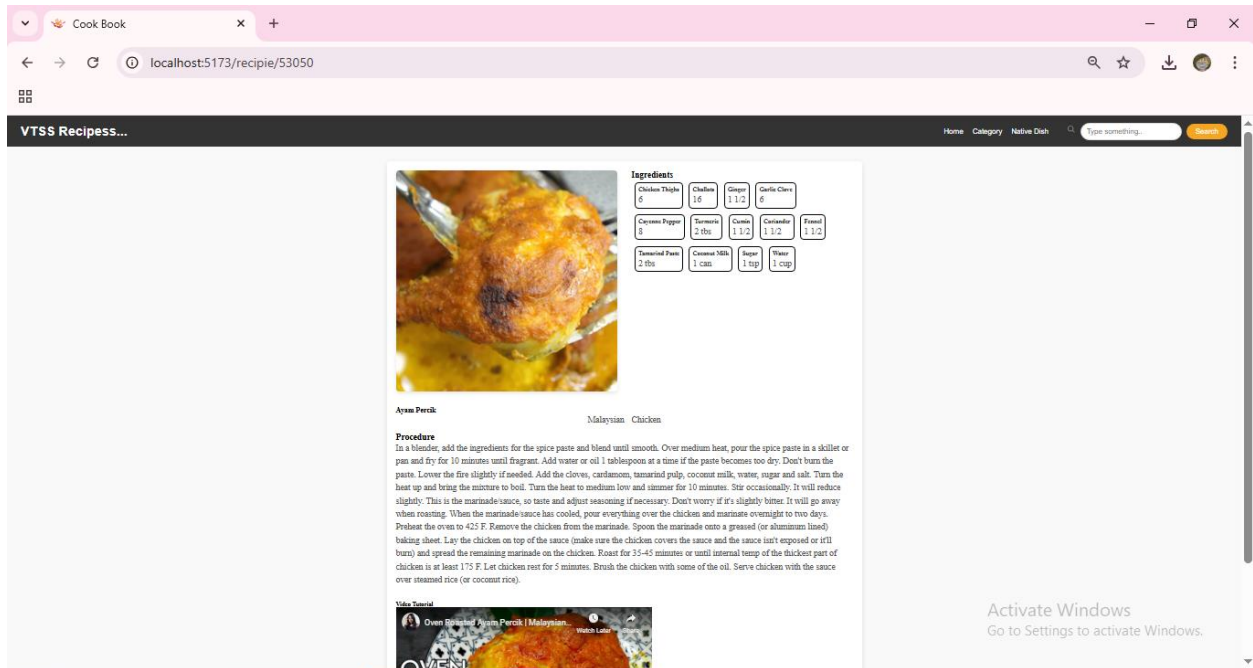 Cook Book
localhost:5173/recipie/53050
VTSS Recipess...
Home Category Native Dish Type something.. Search
Ingredients
Chicken Thighs Challots Ginger Garlic Clove
6 16 1 1/2 6
Cayenne Pepper Turmeric Cumin Coriander Fennel
8 2 tbs 1 1/2 1 1/2 1 1/2
Tamarind Paste Coconut Milk Sugar Water
2 tbs 1 can 1 tsp 1 cup
Ayam Percik
Malaysian Chicken
Procedure
In a blender, add the ingredients for the spice paste and blend until smooth. Over medium heat, pour the spice paste in a skillet or
pan and fry for 10 minutes until fragrant. Add water or oil 1 tablespoon at a time if the paste becomes too dry. Don't burn the
paste. Lower the fire slightly if needed. Add the cloves, cardamom, tamarind pulp, coconut milk, water, sugar and salt. Turn the
heat up and bring the mixture to boil. Turn the heat to medium low and simmer for 10 minutes. Stir occasionally. It will reduce
slightly. This is the marinade/sauce, so taste and adjust seasoning if necessary. Don't worry if it's slightly bitter. It will go away
when roasting. When the marinade/sauce has cooled, pour everything over the chicken and marinate overnight to two days.
Preheat the oven to 425 F. Remove the chicken from the marinade. Spoon the marinade onto a greased (or aluminum lined)
baking sheet. Lay the chicken on top of the sauce (make sure the chicken covers the sauce and the sauce isn't exposed or it'll
burn) and spread the remaining marinade on the chicken. Roast for 35-45 minutes or until internal temp of the thickest part of
chicken is at least 175 F. Let chicken rest for 5 minutes. Brush the chicken with some of the oil. Serve chicken with the sauce
over steamed rice (or coconut rice).
Video Tutorial
Oven Roasted Ayam Percik | Malaysian...
Watch Later Share
OVEN
Activate Windows
Go to Settings to activate Windows.